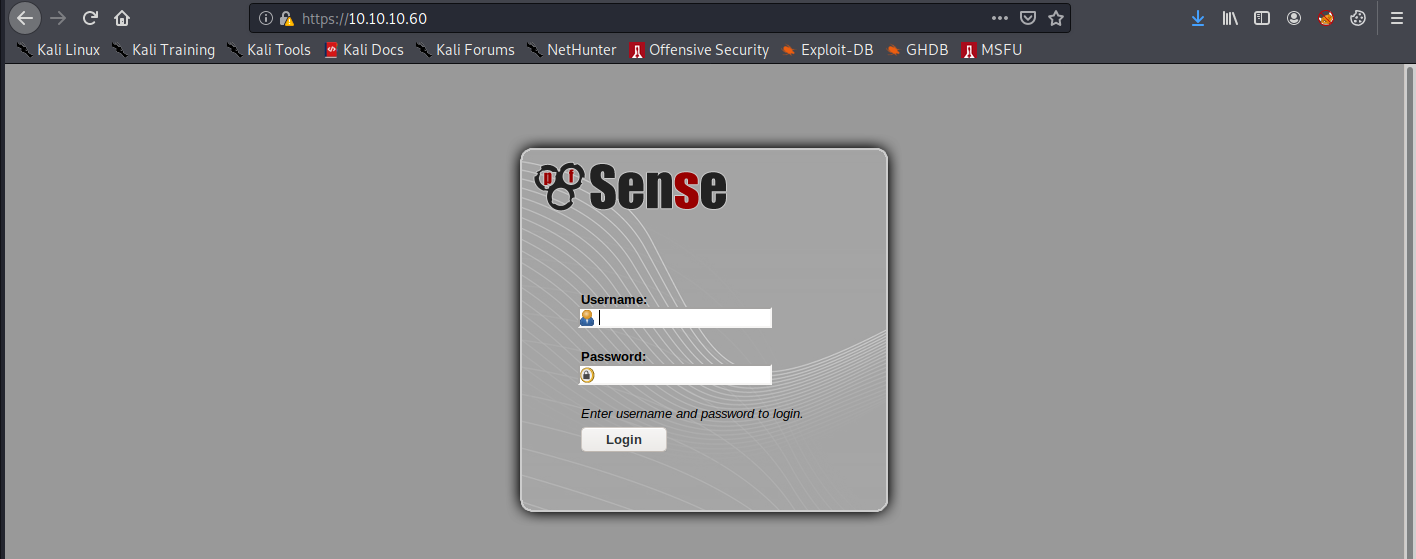 https://10.10.10.60
Kali Linux Kali Training Kali Tools Kali Docs Kali Forums NetHunter Offensive Security Exploit-DB GHDB MSFU
pf Sense
Username:
Password:
Enter username and password to login.
Login